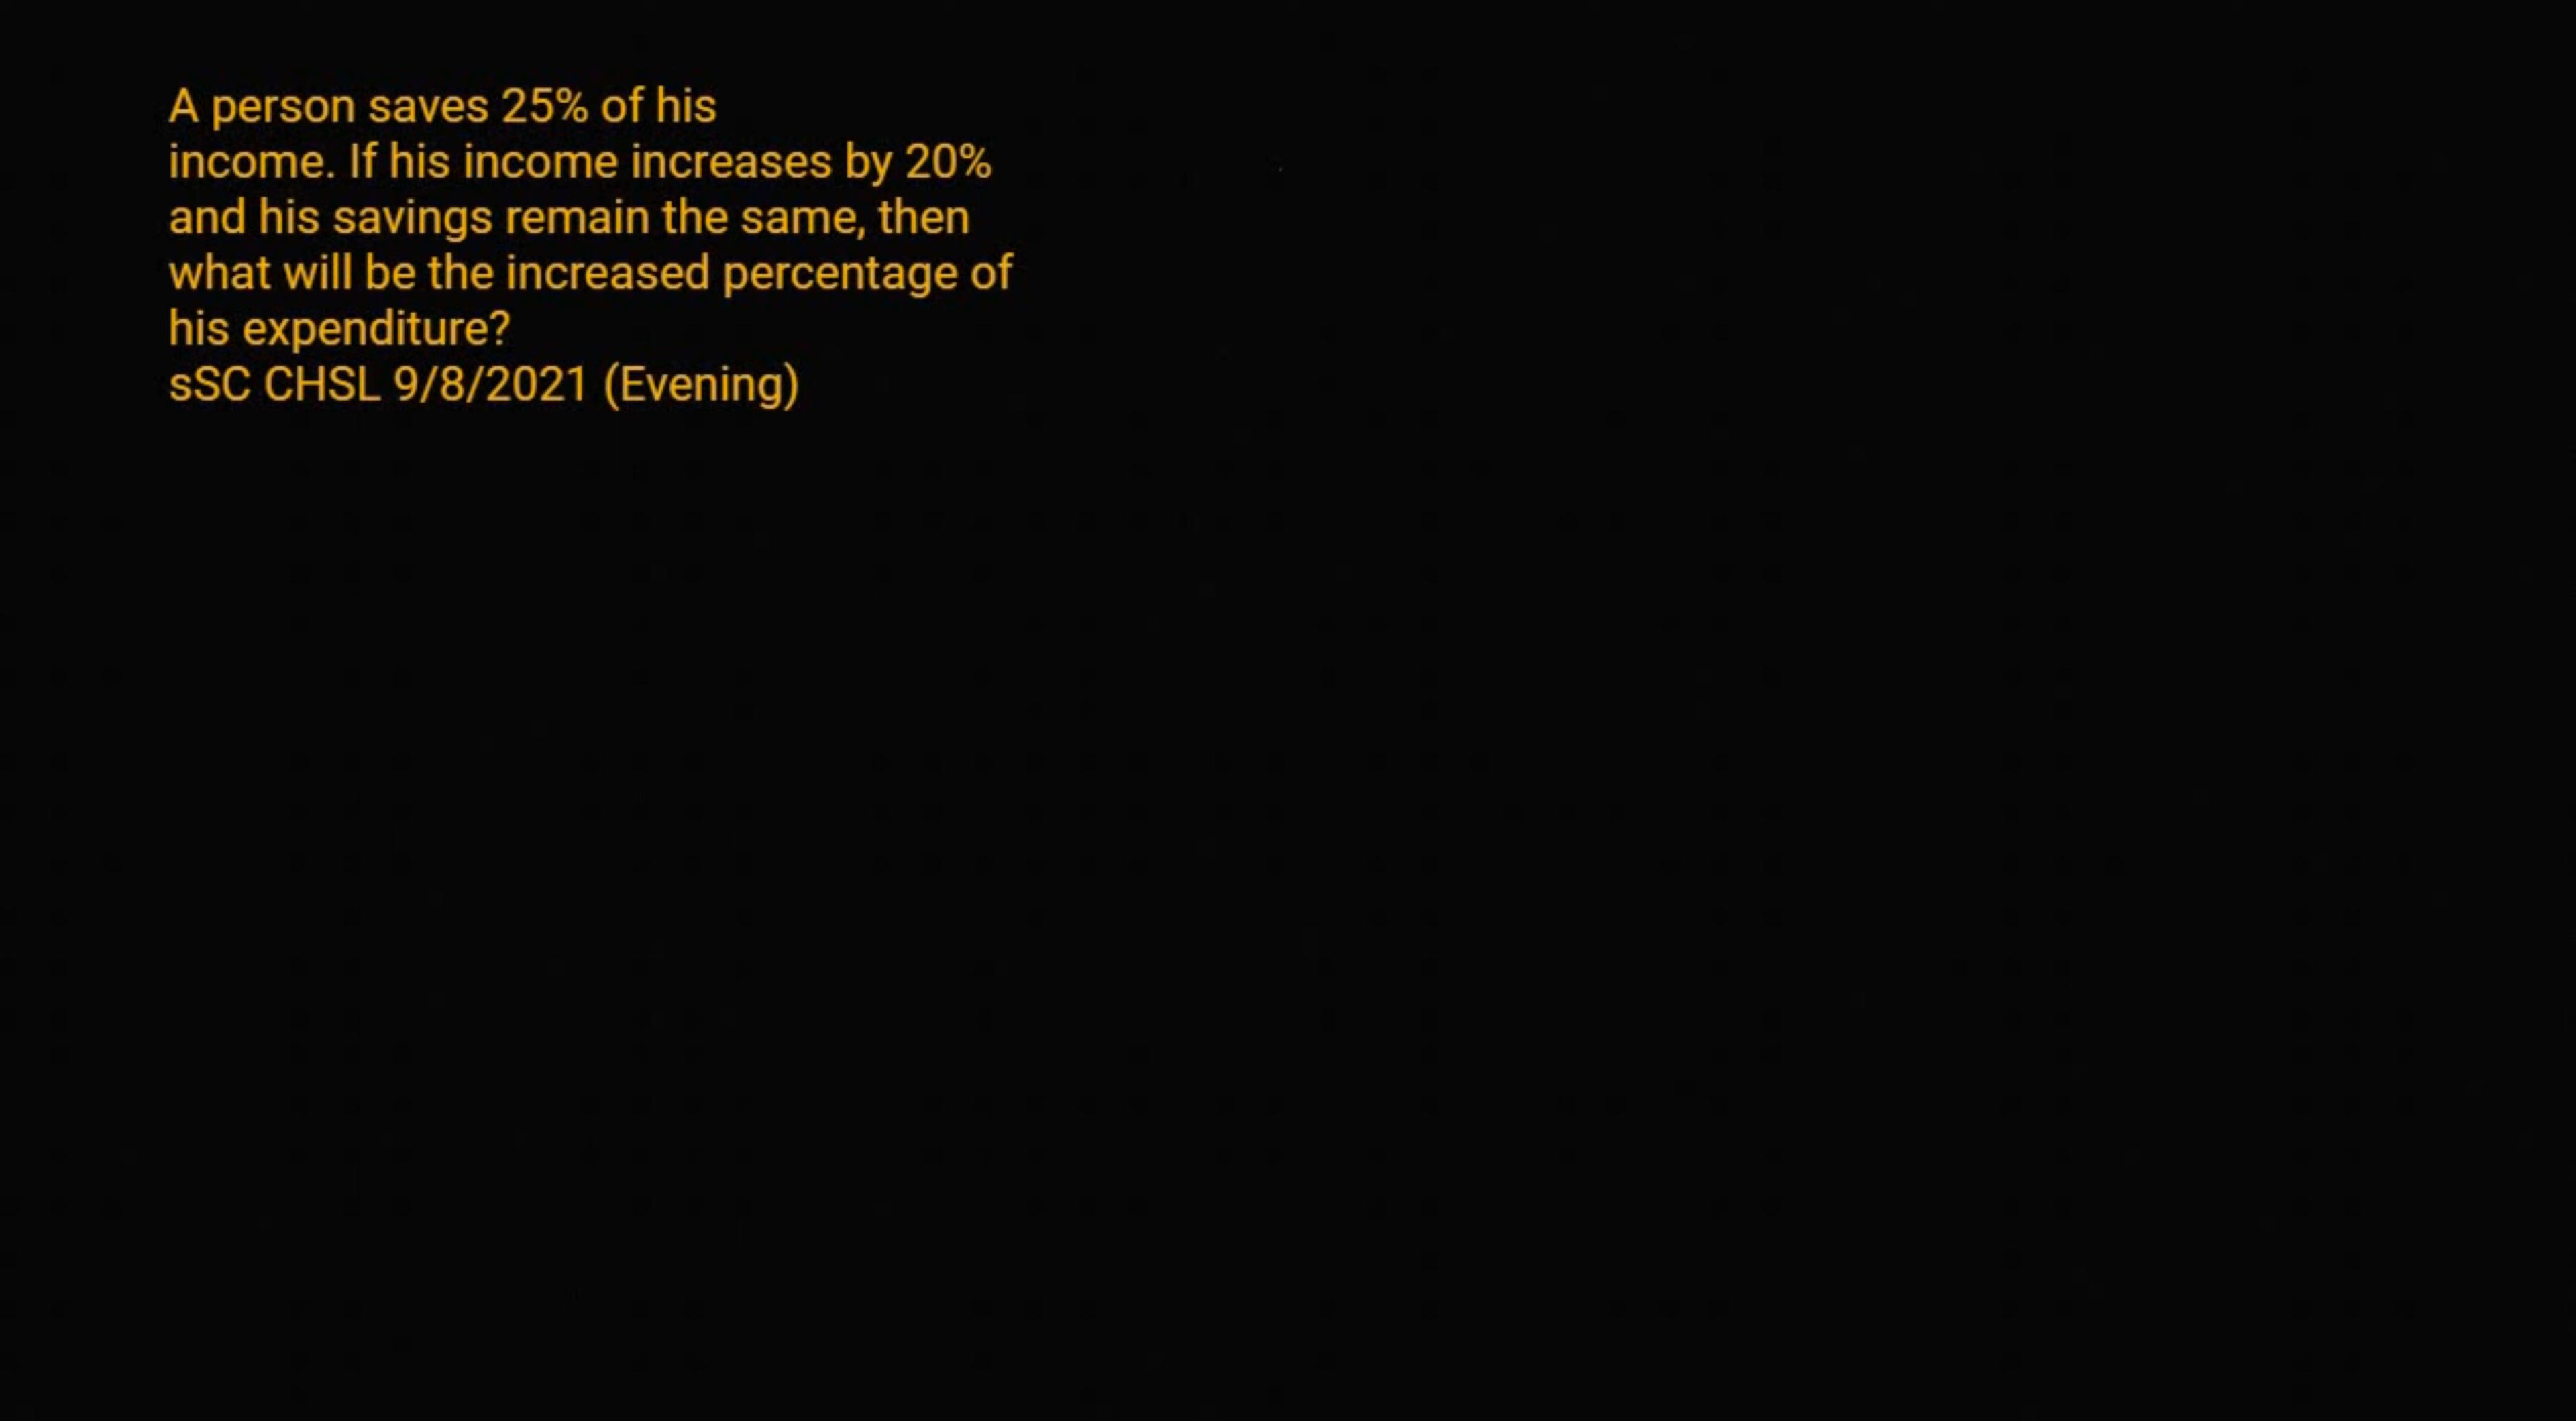 A person saves 25% of his
income. If his income increases by 20%
and his savings remain the same, then
what will be the increased percentage of
his expenditure?
sSC CHSL 9/8/2021 (Evening)